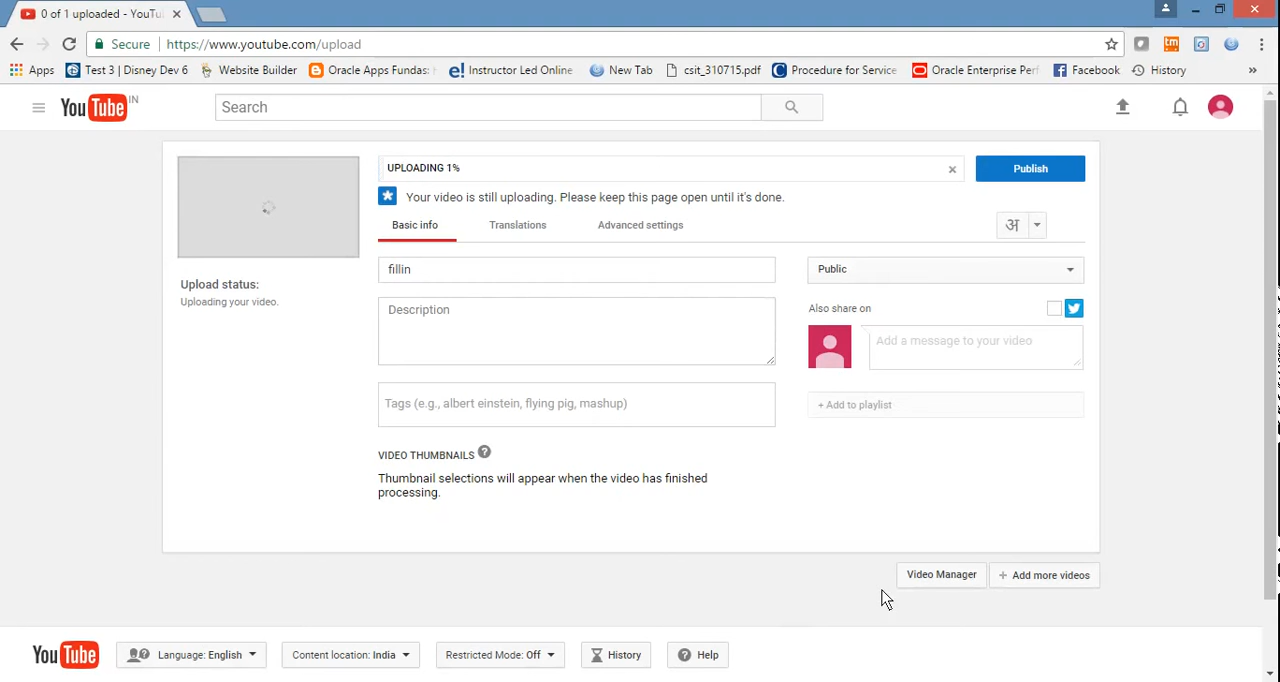 0 of 1 uploaded - YouTu
Secure https://www.youtube.com/upload
Apps Test 3 | Disney Dev 6 Website Builder Oracle Apps Fundas: Instructor Led Online New Tab csit_310715.pdf Procedure for Service Oracle Enterprise Perf Facebook History »
YouTube IN Search
UPLOADING 1% Publish
Your video is still uploading. Please keep this page open until it's done.
Basic info Translations Advanced settings अ
fillin Public
Upload status:
Uploading your video.
Description
Also share on
Add a message to your video
Tags (e.g., albert einstein, flying pig, mashup)
+ Add to playlist
VIDEO THUMBNAILS ?
Thumbnail selections will appear when the video has finished
processing.
Video Manager + Add more videos
YouTube Language: English Content location: India Restricted Mode: Off History ? Help